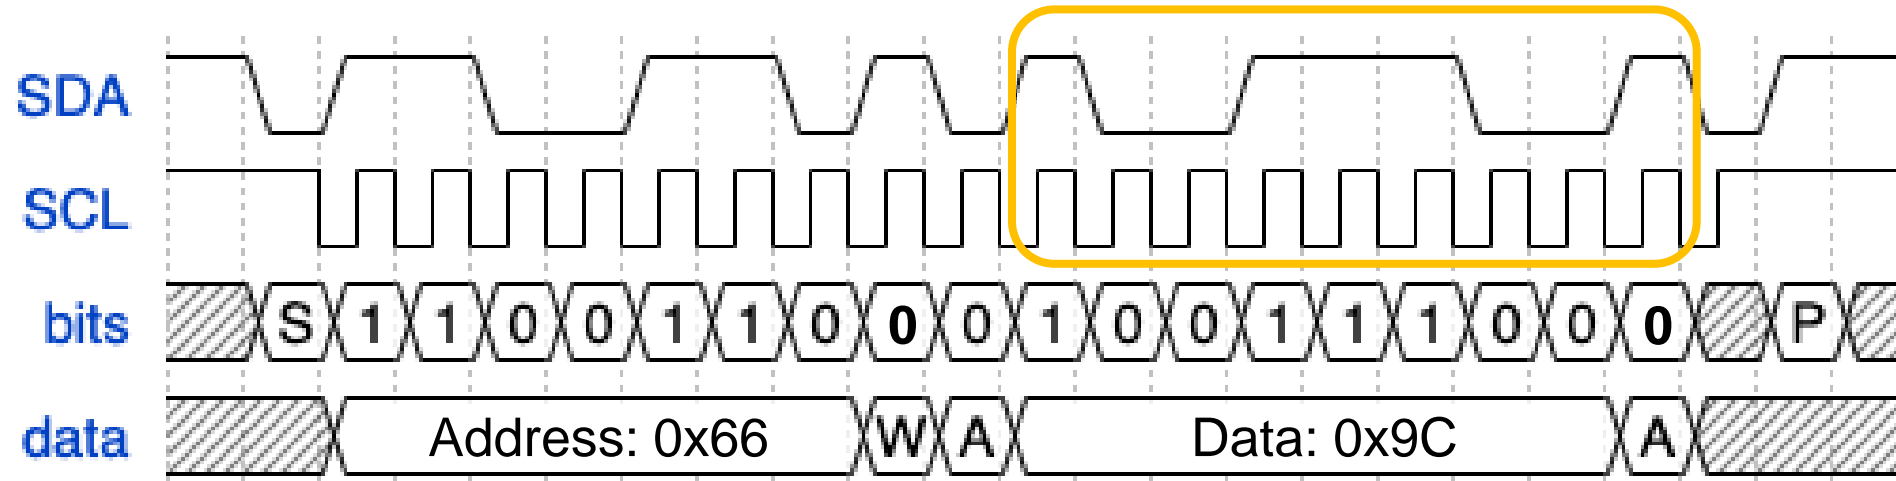 SDA
SCL
bits S 1 1 0 0 1 1 0 0 0 1 0 0 1 1 1 0 0 0 P
data Address: 0x66 W A Data: 0x9C A